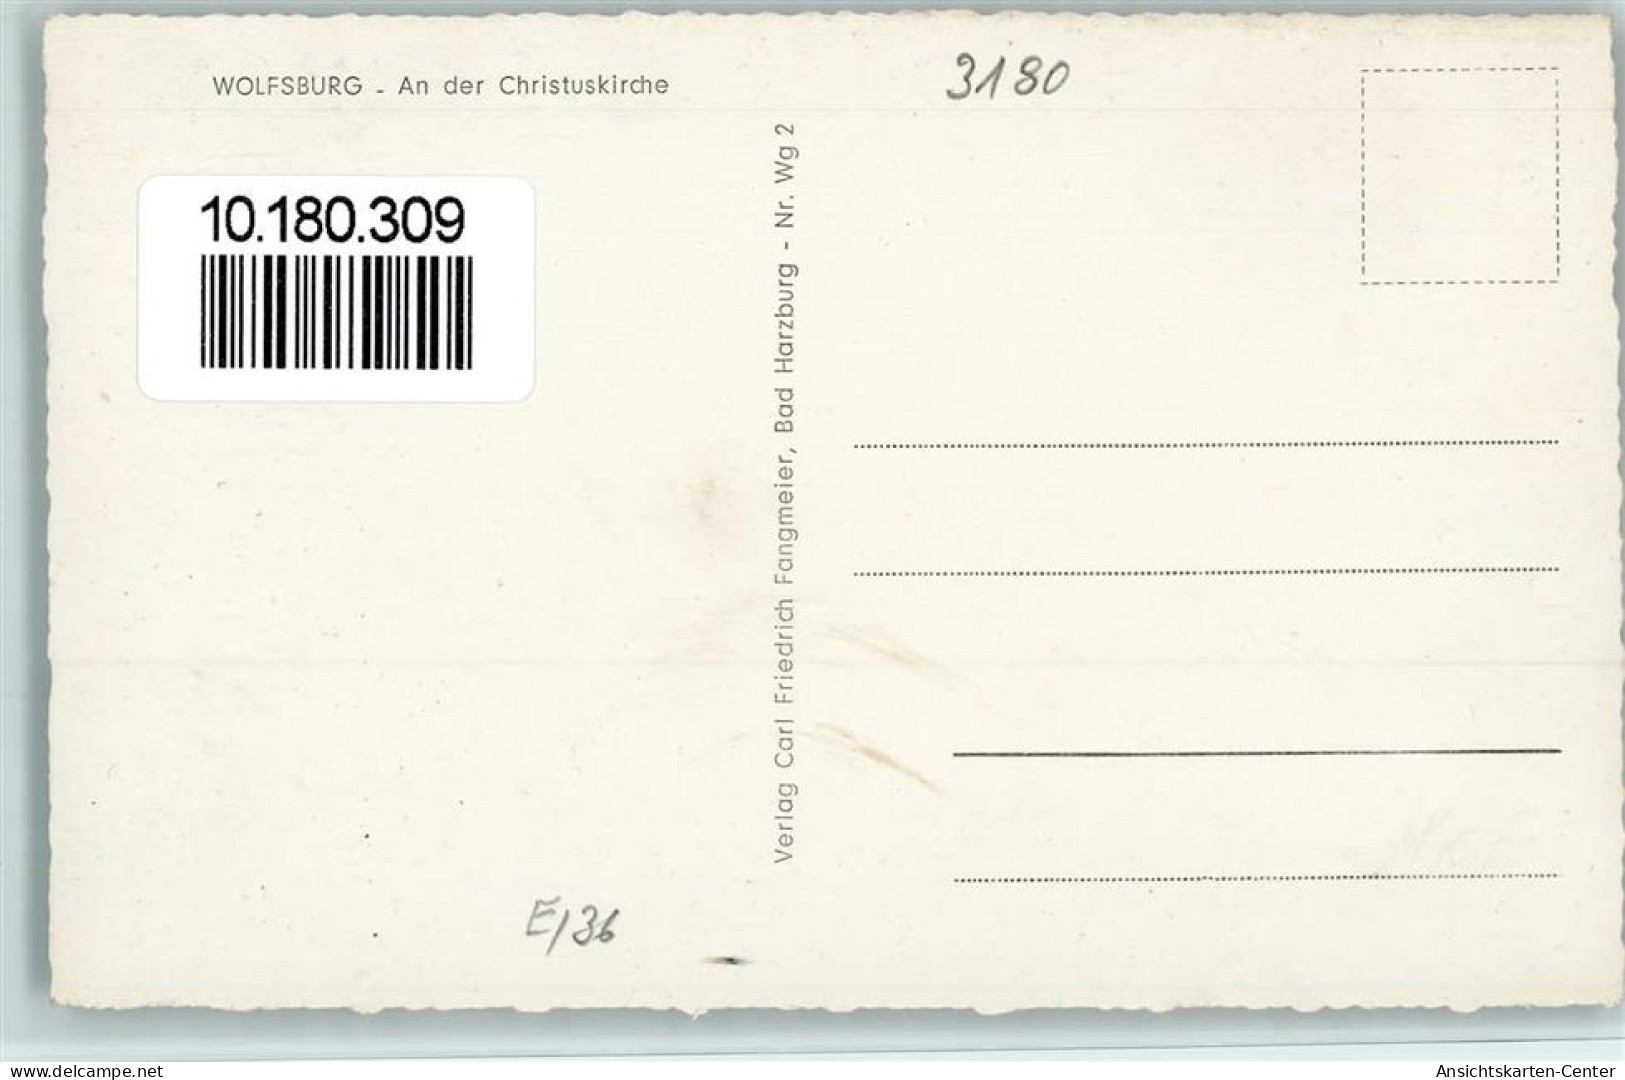 WOLFSBURG - An der Christuskirche
3180
10.180.309
Verlag Carl Friedrich Fangmeier, Bad Harzburg - Nr. Wg 2
E/36
www.delcampe.net
Ansichtskarten-Center